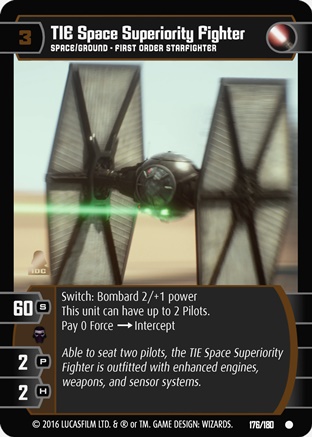 3 TIE Space Superiority Fighter
SPACE/GROUND - FIRST ORDER STARFIGHTER
IDC
60 S
Switch: Bombard 2/+1 power
This unit can have up to 2 Pilots.
Pay 0 Force → Intercept
2 P
2 H
Able to seat two pilots, the TIE Space Superiority
Fighter is outfitted with enhanced engines,
weapons, and sensor systems.
© 2016 LUCASFILM LTD. & ® or TM. GAME DESIGN: WIZARDS. 176/180